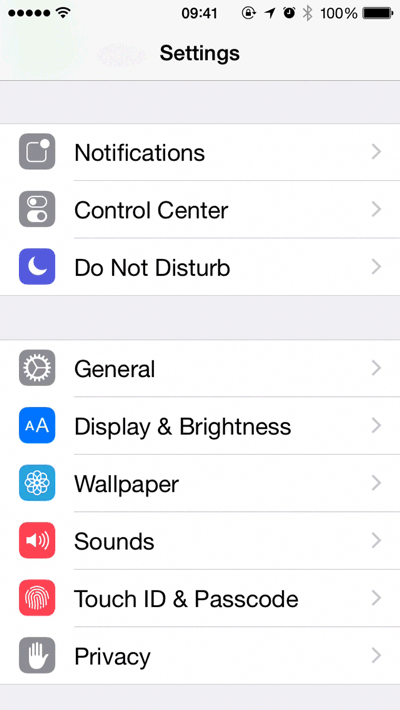 09:41 100%
Settings
Notifications
Control Center
Do Not Disturb
General
AA Display & Brightness
Wallpaper
Sounds
Touch ID & Passcode
Privacy